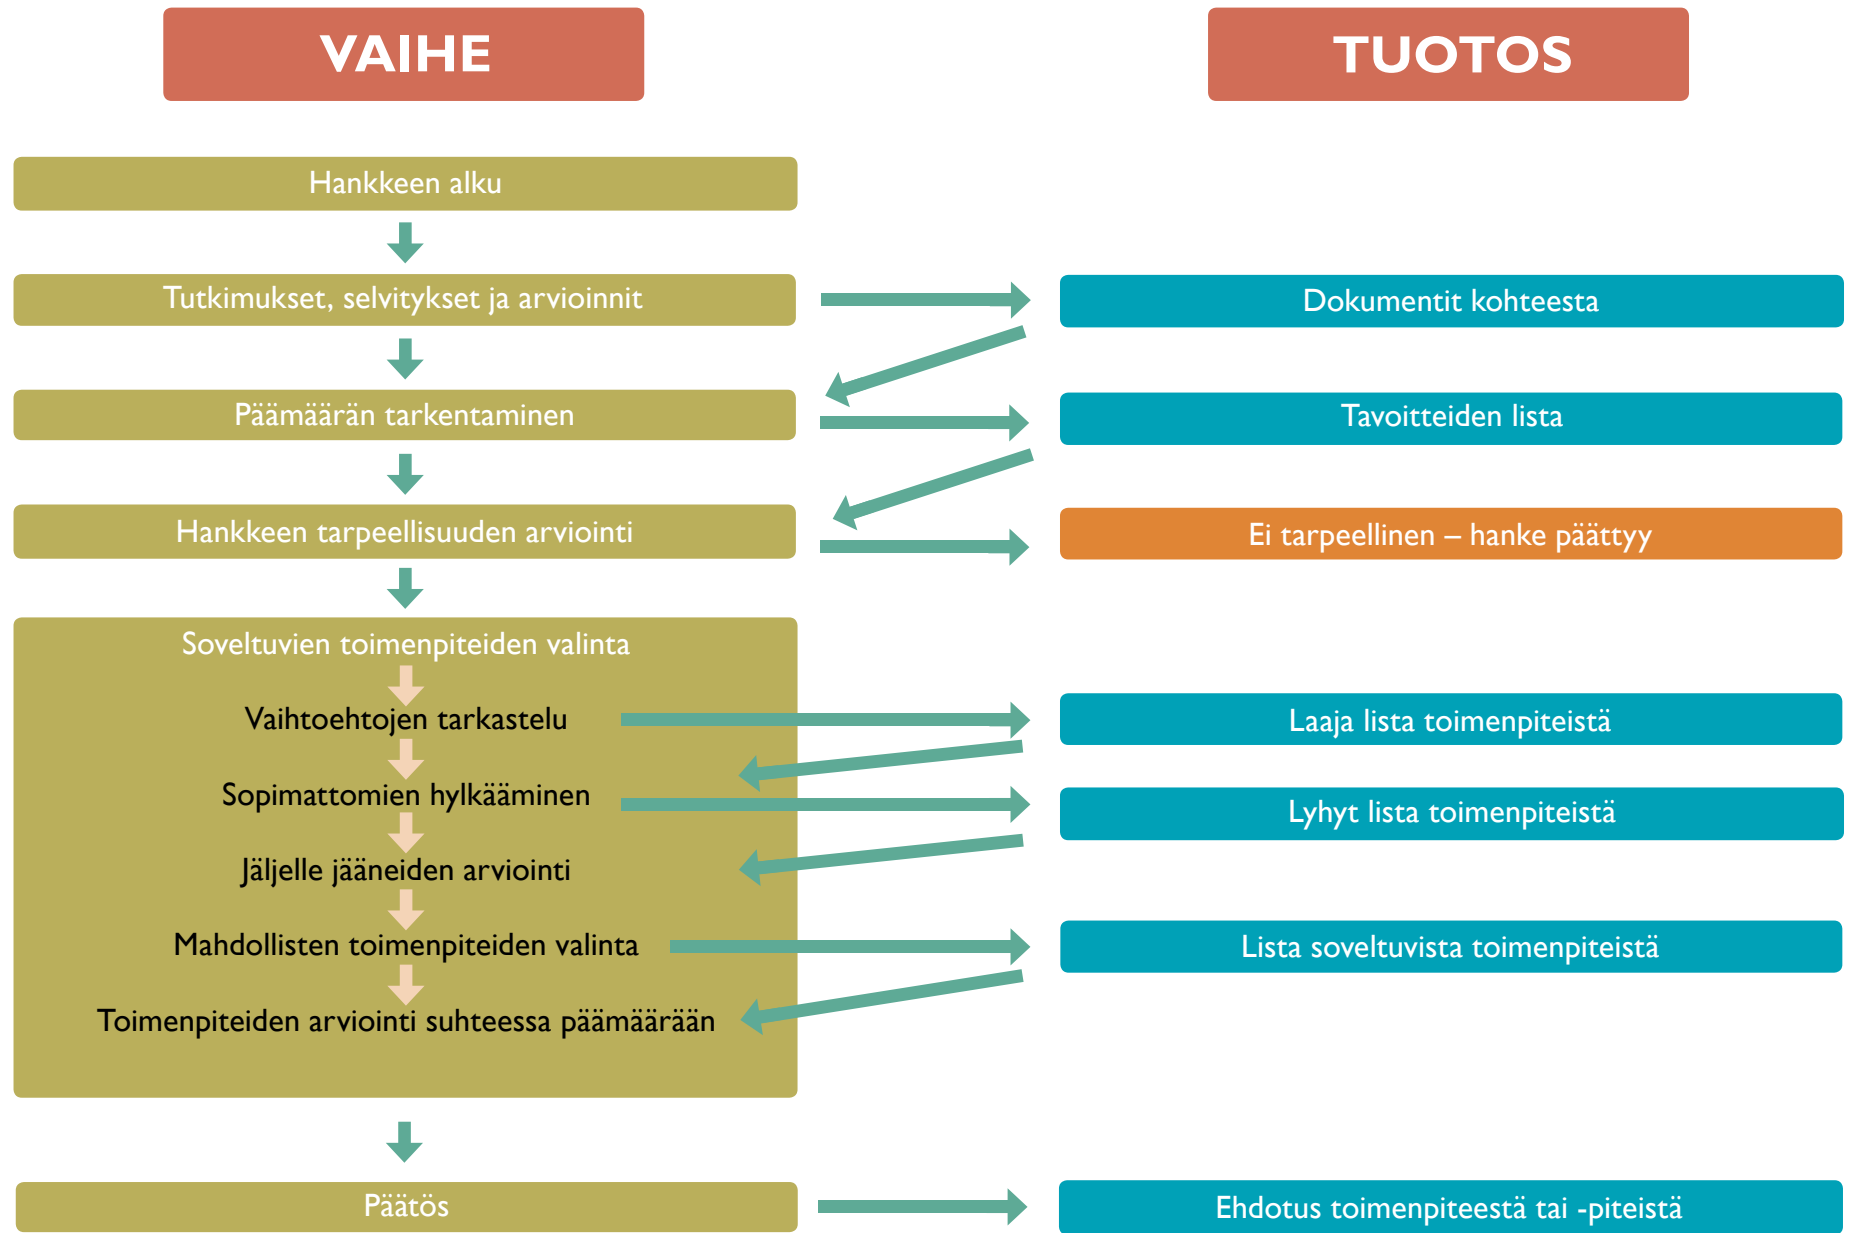 VAIHE
TUOTOS
Hankkeen alku
Tutkimukset, selvitykset ja arvioinnit
Dokumentit kohteesta
Päämäärän tarkentaminen
Tavoitteiden lista
Hankkeen tarpeellisuuden arviointi
Ei tarpeellinen – hanke päättyy
Soveltuvien toimenpiteiden valinta
Vaihtoehtojen tarkastelu
Laaja lista toimenpiteistä
Sopimattomien hylkääminen
Lyhyt lista toimenpiteistä
Jäljelle jääneiden arviointi
Mahdollisten toimenpiteiden valinta
Lista soveltuvista toimenpiteistä
Toimenpiteiden arviointi suhteessa päämäärään
Päätös
Ehdotus toimenpiteestä tai -piteistä